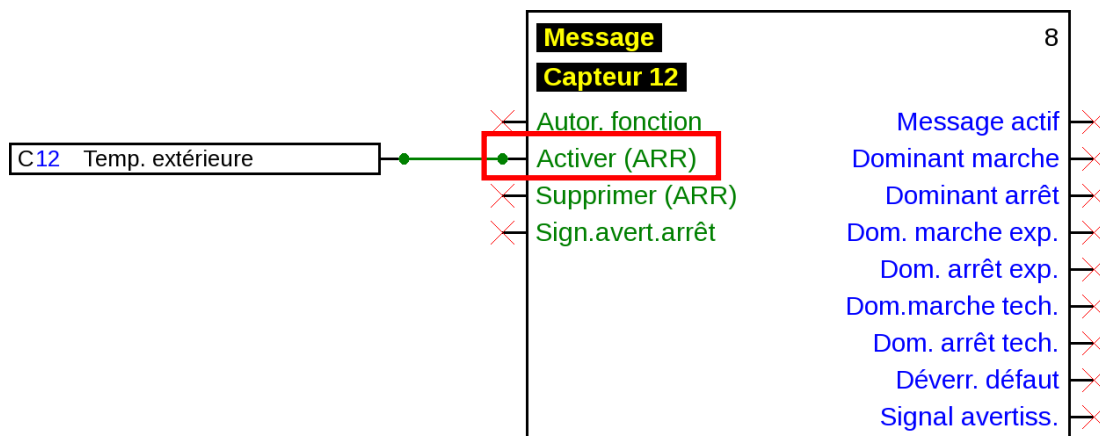 Message 8
Capteur 12
Autor. fonction Message actif
C12 Temp. extérieure Activer (ARR) Dominant marche
Supprimer (ARR) Dominant arrêt
Sign.avert.arrêt Dom. marche exp.
Dom. arrêt exp.
Dom.marche tech.
Dom. arrêt tech.
Déverr. défaut
Signal avertiss.